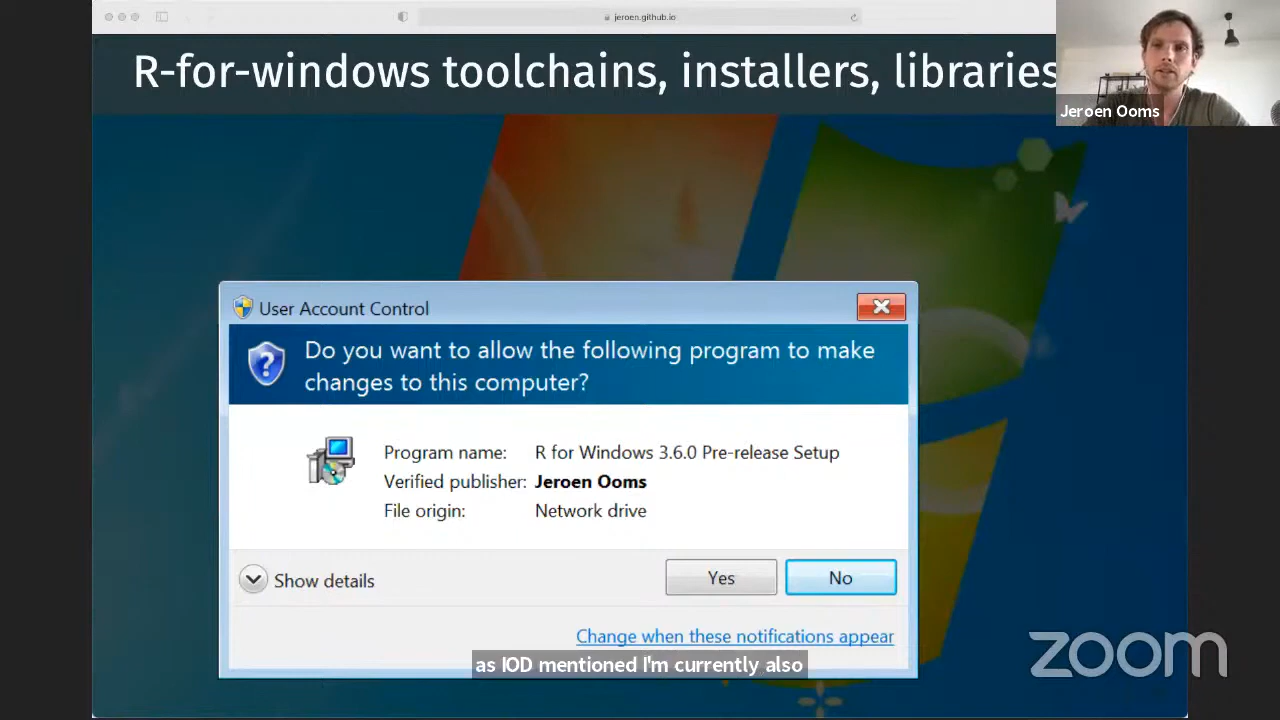 jeroen.github.io
R-for-windows toolchains, installers, libraries
Jeroen Ooms
User Account Control
Do you want to allow the following program to make
changes to this computer?
Program name: R for Windows 3.6.0 Pre-release Setup
Verified publisher: Jeroen Ooms
File origin: Network drive
Show details
Yes
No
Change when these notifications appear
as IOD mentioned I'm currently also
zoom